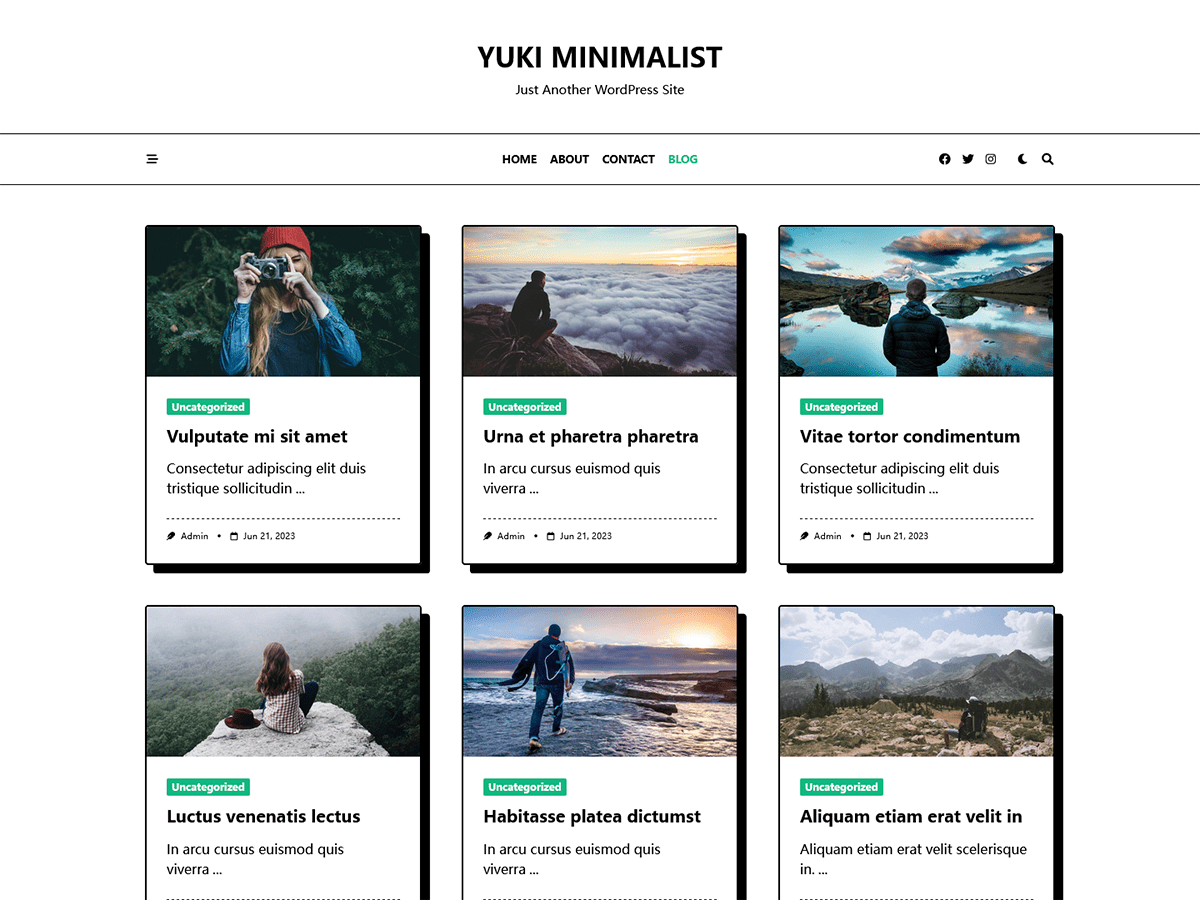 YUKI MINIMALIST
Just Another WordPress Site
HOME ABOUT CONTACT BLOG
Uncategorized
Vulputate mi sit amet
Consectetur adipiscing elit duis
tristique sollicitudin ...
Admin • Jun 21, 2023
Uncategorized
Urna et pharetra pharetra
In arcu cursus euismod quis
viverra ...
Admin • Jun 21, 2023
Uncategorized
Vitae tortor condimentum
Consectetur adipiscing elit duis
tristique sollicitudin ...
Admin • Jun 21, 2023
Uncategorized
Luctus venenatis lectus
In arcu cursus euismod quis
viverra ...
Uncategorized
Habitasse platea dictumst
In arcu cursus euismod quis
viverra ...
Uncategorized
Aliquam etiam erat velit in
Aliquam etiam erat velit scelerisque
in. ...